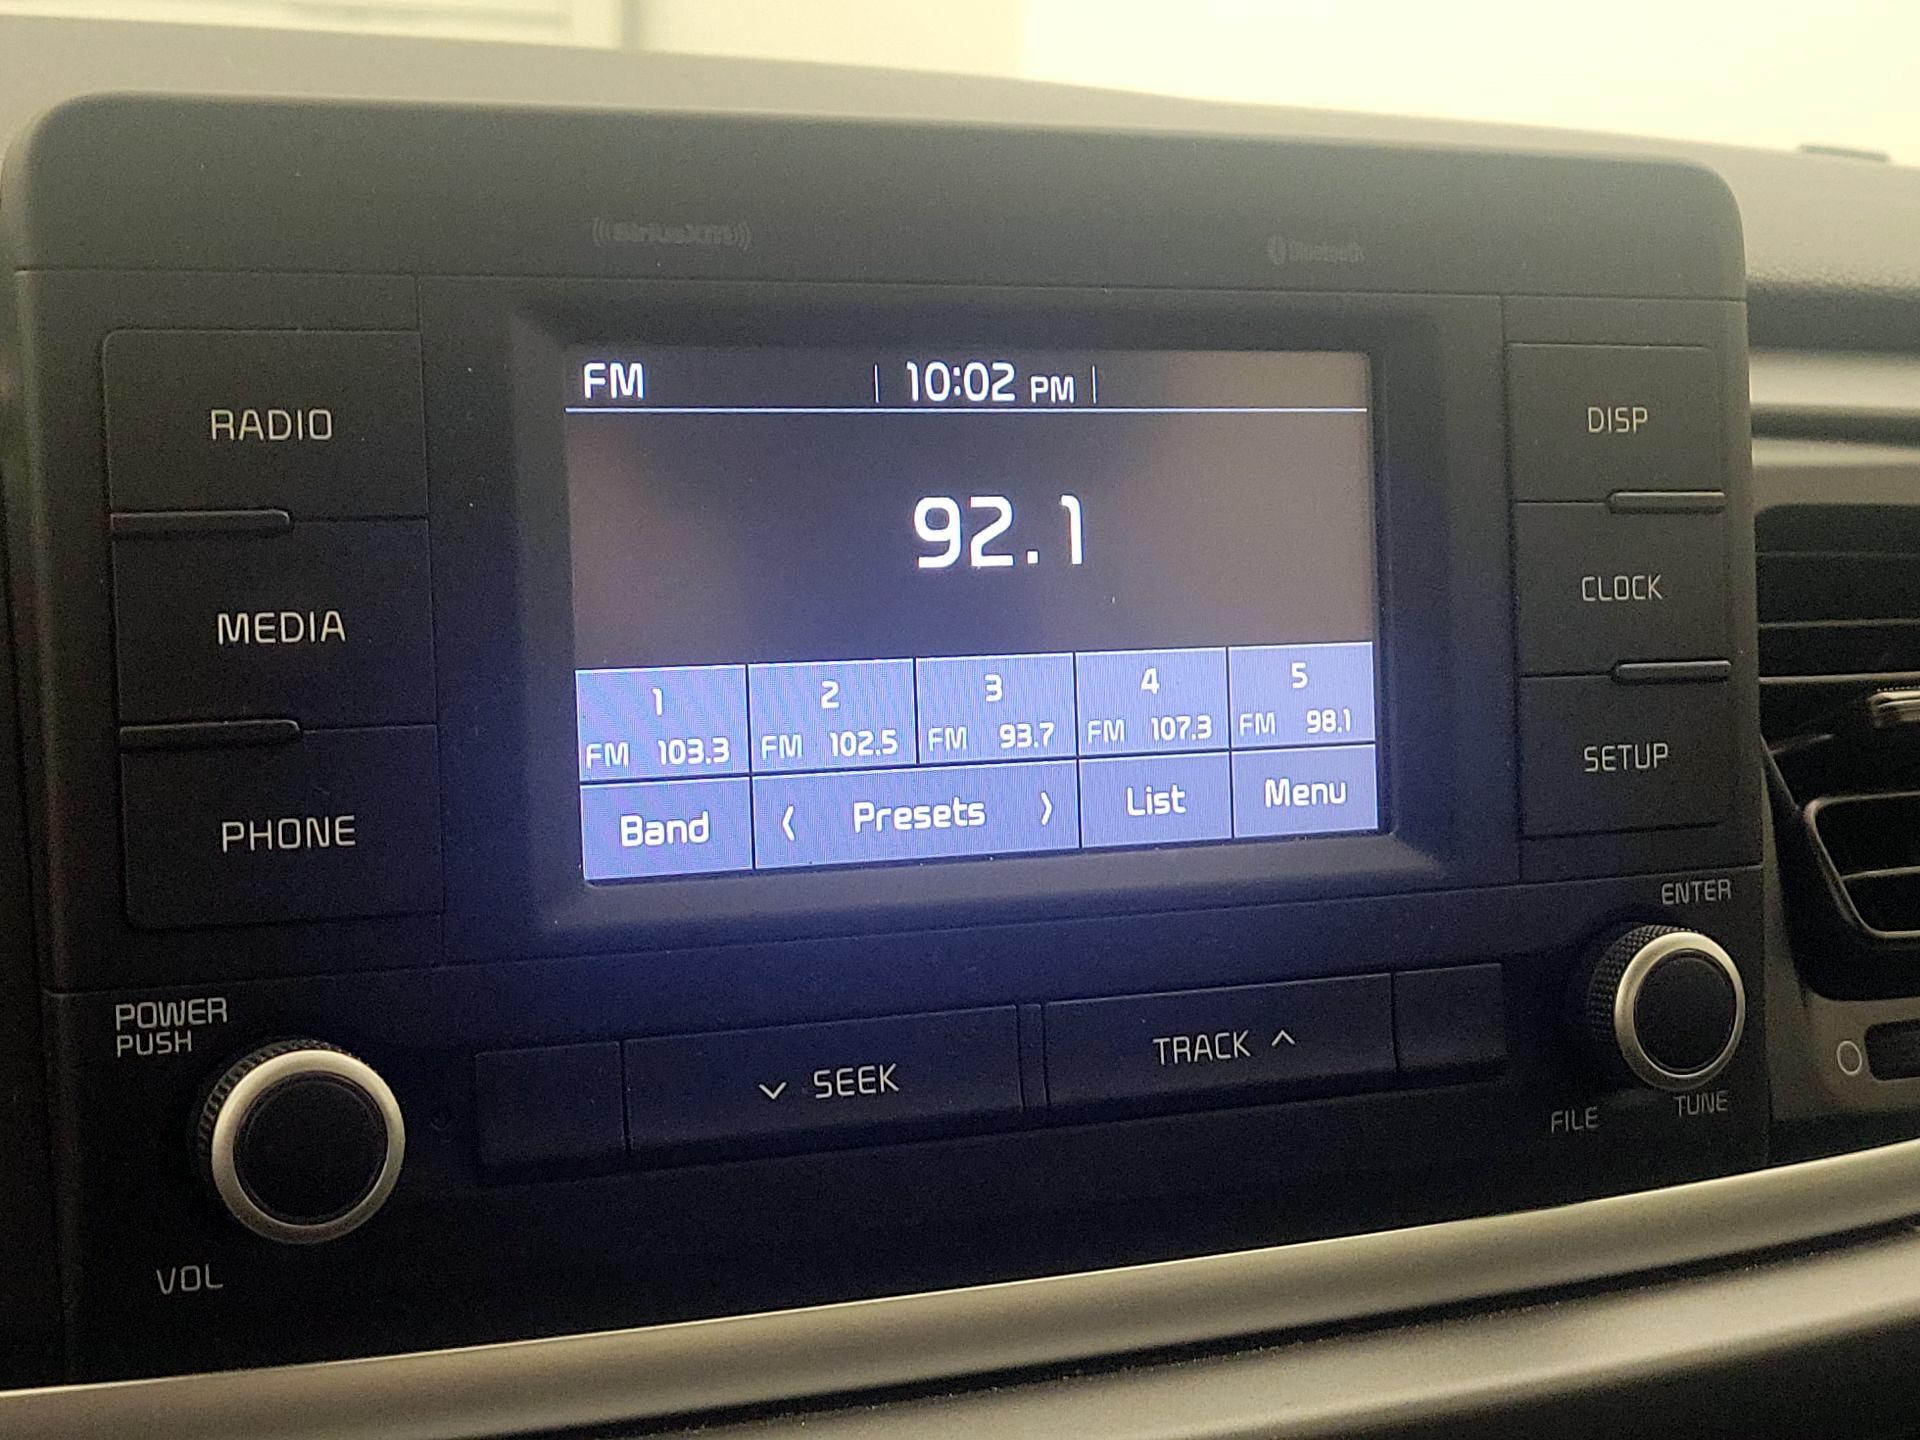 ((SiriusXM))
Bluetooth
RADIO
MEDIA
PHONE
FM | 10:02 PM |
92.1
1 2 3 4 5
FM 103.3 FM 102.5 FM 93.7 FM 107.3 FM 98.1
Band ‹ Presets › List Menu
DISP
CLOCK
SETUP
POWER
PUSH
VOL
SEEK
TRACK
ENTER
FILE
TUNE